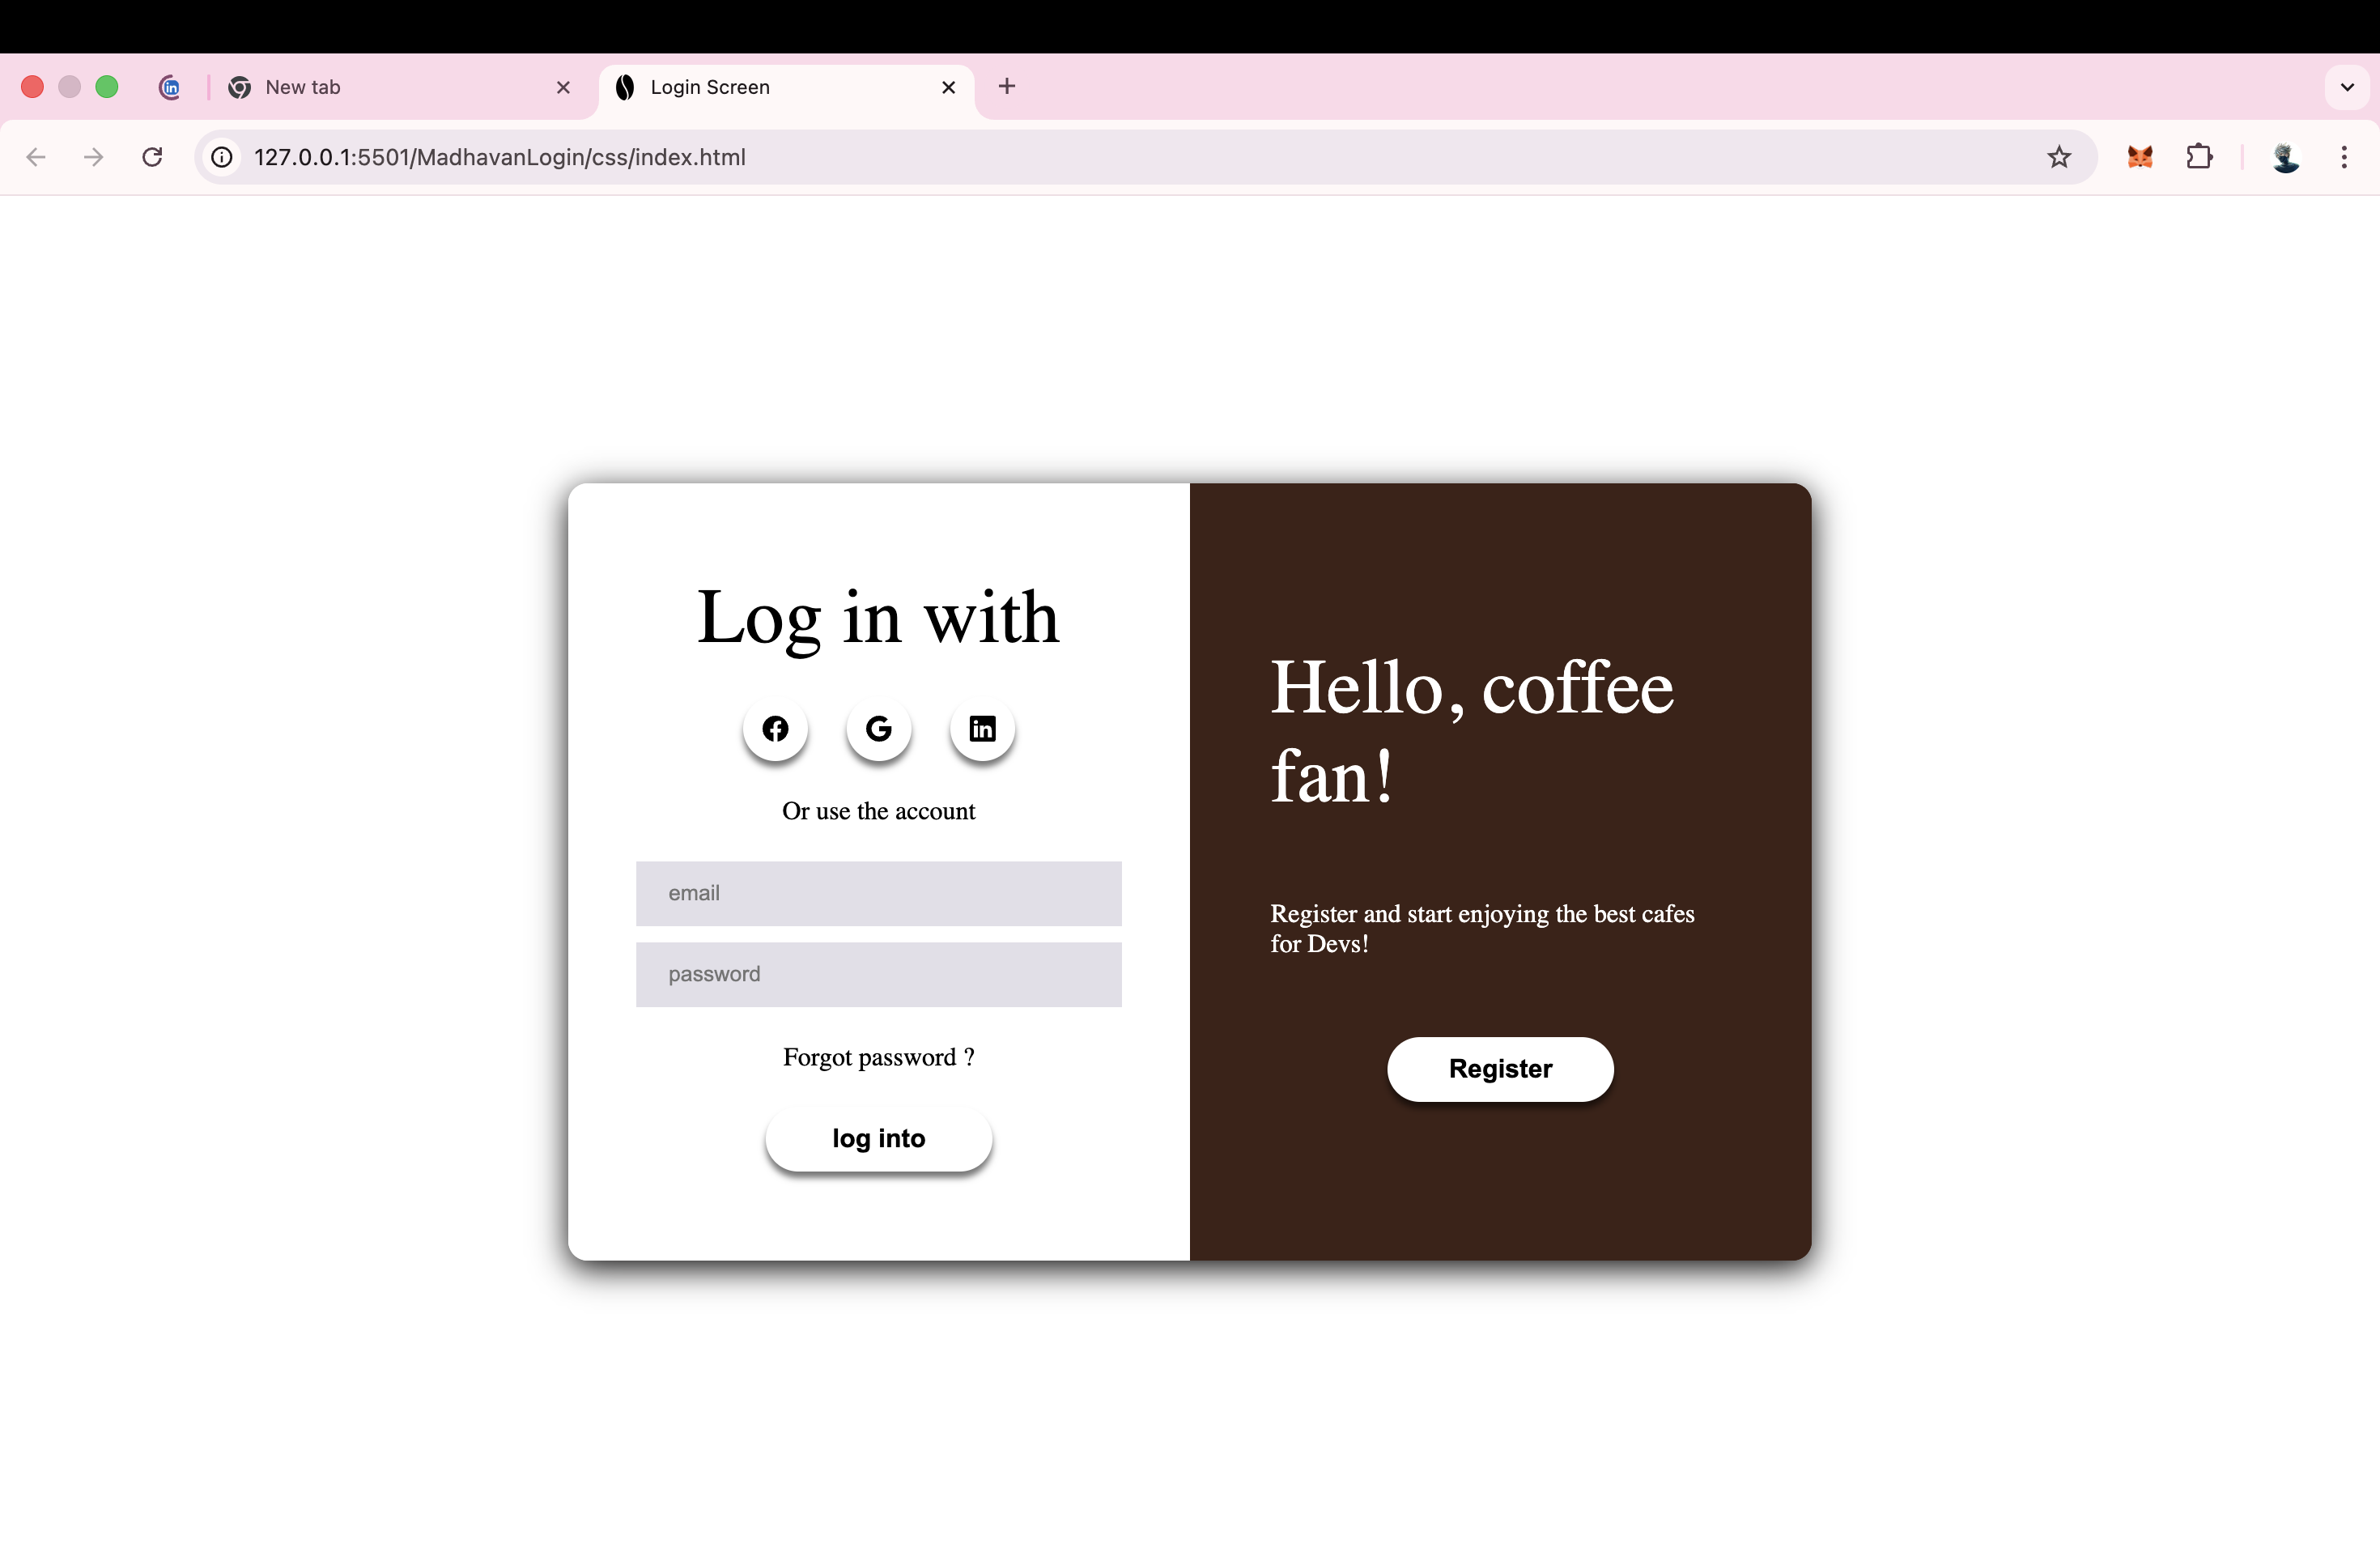 New tab
Login Screen
127.0.0.1:5501/MadhavanLogin/css/index.html
Log in with
Or use the account
email
password
Forgot password ?
log into
Hello, coffee
fan!
Register and start enjoying the best cafes
for Devs!
Register